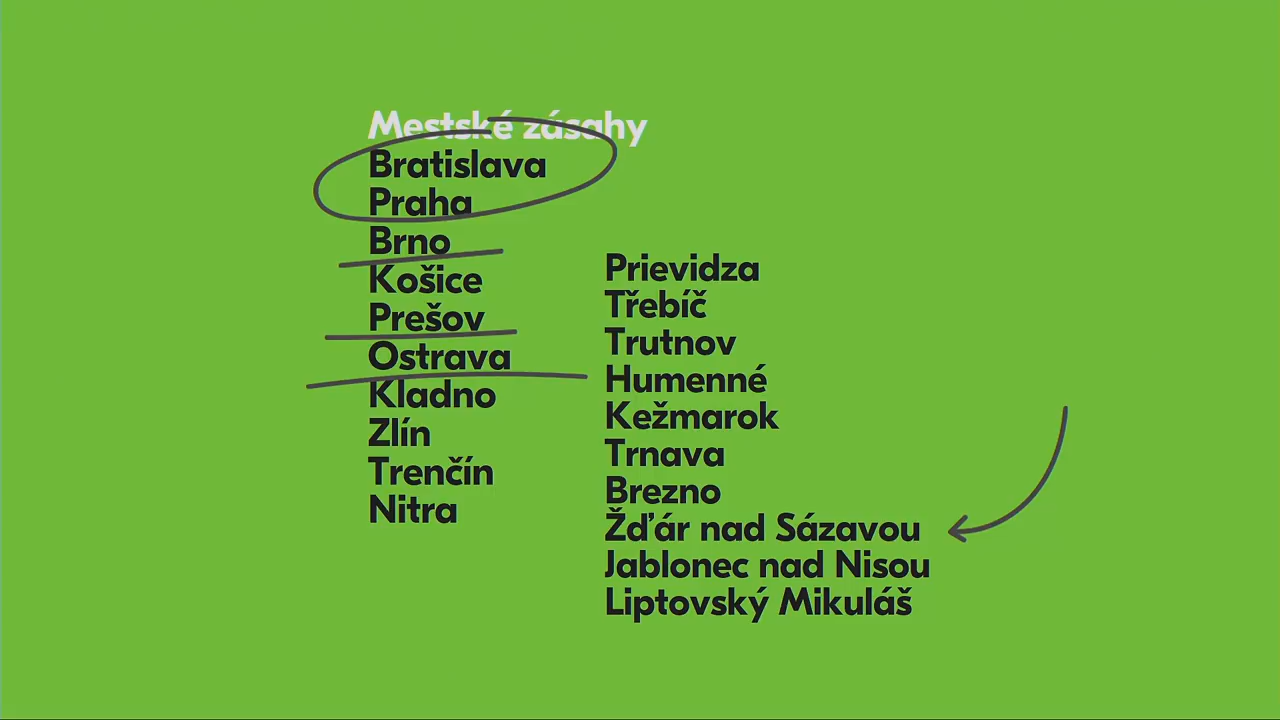 Mestské zásahy
Bratislava
Praha
Brno
Košice
Prešov
Ostrava
Kladno
Zlín
Trenčín
Nitra
Prievidza
Třebíč
Trutnov
Humenné
Kežmarok
Trnava
Brezno
Žďár nad Sázavou
Jablonec nad Nisou
Liptovský Mikuláš